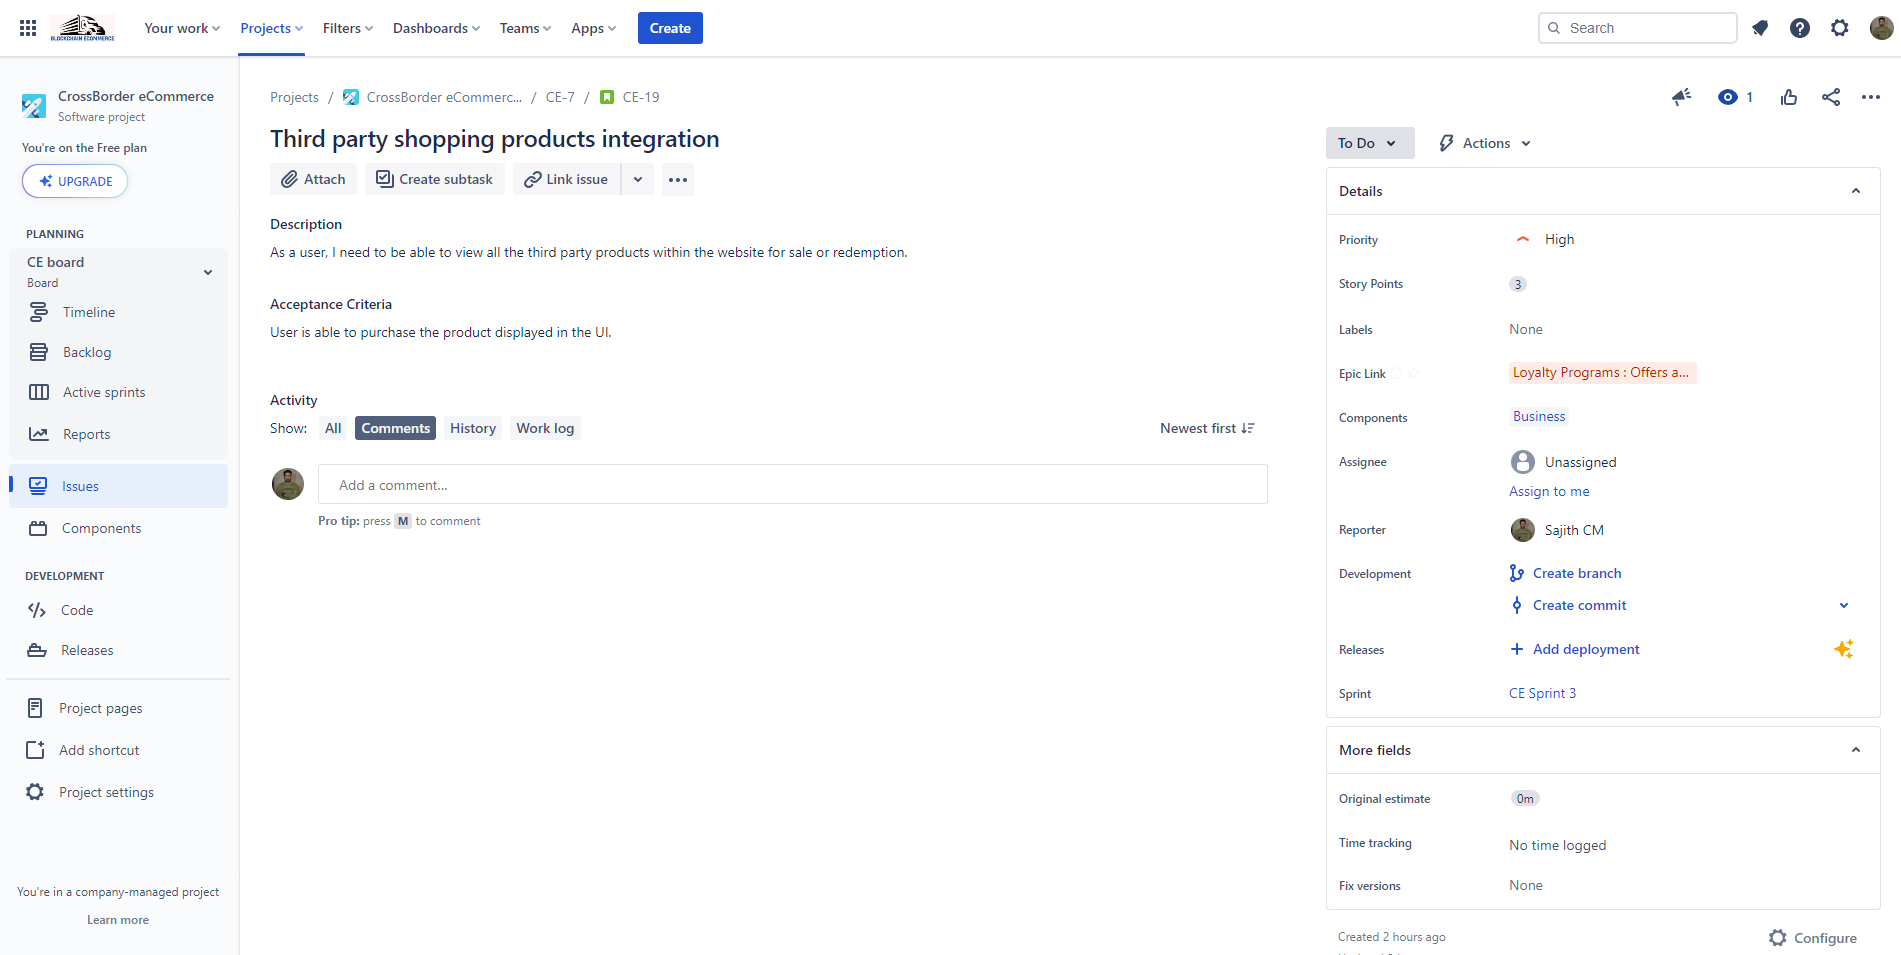 BLOCKCHAIN ECOMMERCE
Your work
Projects
Filters
Dashboards
Teams
Apps
Create
Search
CrossBorder eCommerce
Software project
You're on the Free plan
UPGRADE
PLANNING
CE board
Board
Timeline
Backlog
Active sprints
Reports
Issues
Components
DEVELOPMENT
Code
Releases
Project pages
Add shortcut
Project settings
You're in a company-managed project
Learn more
Projects / CrossBorder eCommerc... / CE-7 / CE-19
1
Third party shopping products integration
Attach
Create subtask
Link issue
Description
As a user, I need to be able to view all the third party products within the website for sale or redemption.
Acceptance Criteria
User is able to purchase the product displayed in the UI.
Activity
Show: All Comments History Work log
Newest first
Add a comment...
Pro tip: press M to comment
To Do
Actions
Details
Priority High
Story Points 3
Labels None
Epic Link Loyalty Programs : Offers a...
Components Business
Assignee Unassigned
Assign to me
Reporter Sajith CM
Development Create branch
Create commit
Releases Add deployment
Sprint CE Sprint 3
More fields
Original estimate 0m
Time tracking No time logged
Fix versions None
Created 2 hours ago
Configure